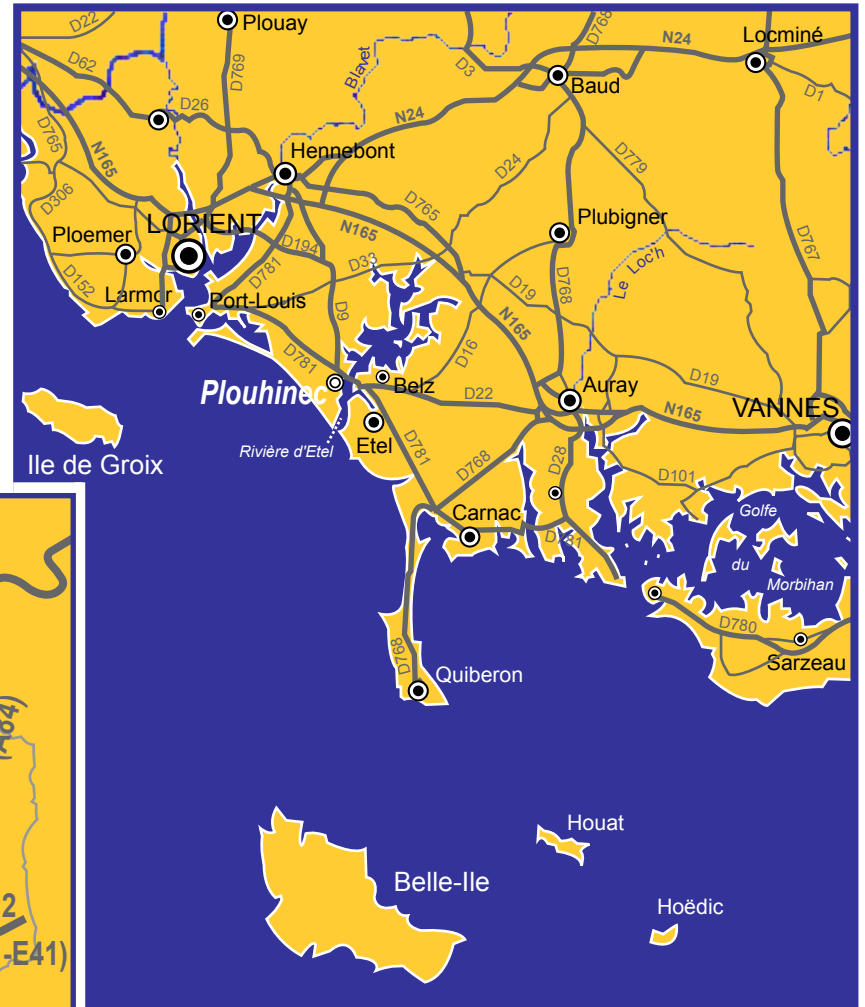 D22
Plouay
D768
N24
Locminé
D62
D769
Blavet
D3
Baud
D1
D26
N24
D765
N165
Hennebont
D24
D779
D306
LORIENT
D765
Plubigner
D767
Ploemer
D194
N165
D781
D33
Le Loc'h
D152
Larmor
Port-Louis
D9
D19
D768
N165
D16
D781
Plouhinec
Belz
D22
Auray
D19
N165
VANNES
Rivière d'Etel
Etel
D781
D768
D28
D101
Ile de Groix
Carnac
D781
Golfe
du
Morbihan
D780
Sarzeau
D768
Quiberon
(A84)
Houat
Belle-Ile
Hoëdic
2
-E41)